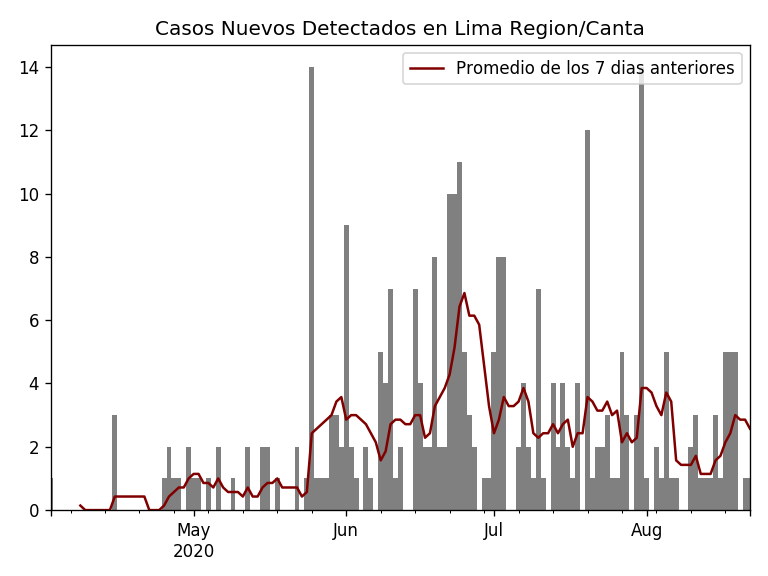 Casos Nuevos Detectados en Lima Region/Canta
Promedio de los 7 dias anteriores
14
12
10
8
6
4
2
0
May
2020
Jun
Jul
Aug